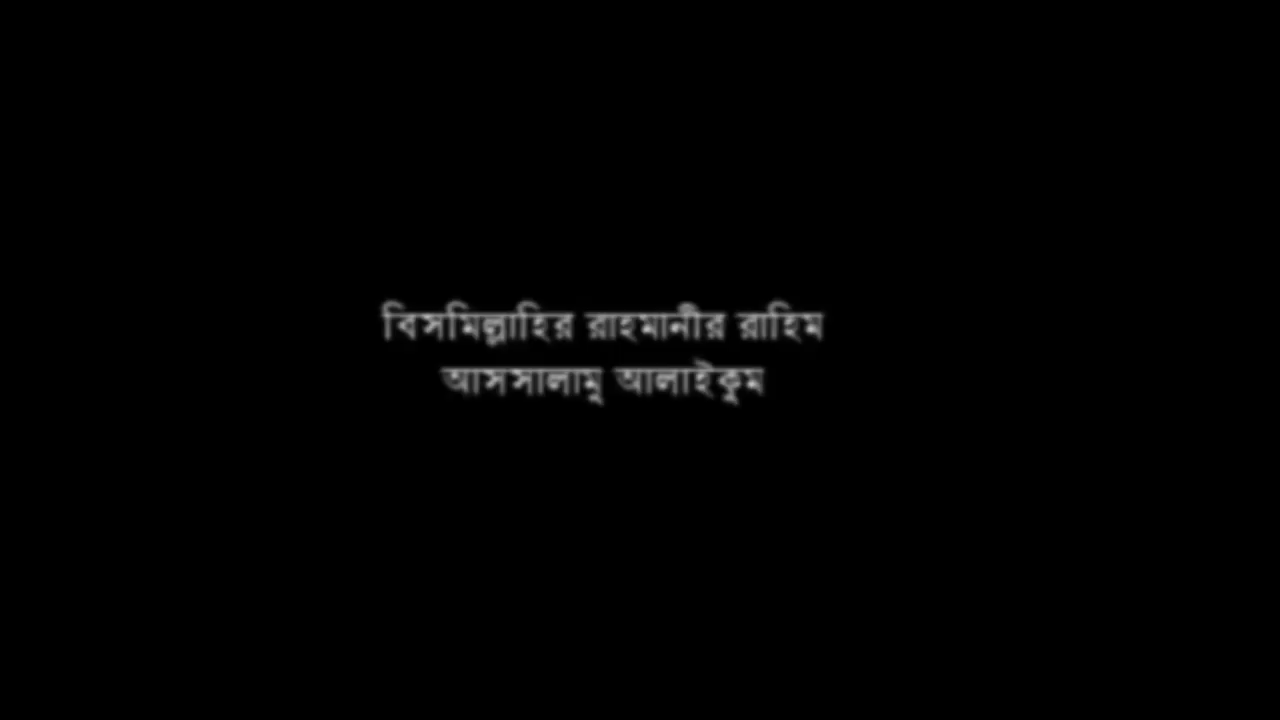 বিসমিল্লাহির রাহমানীর রাহিম
আসসালামু আলাইকুম